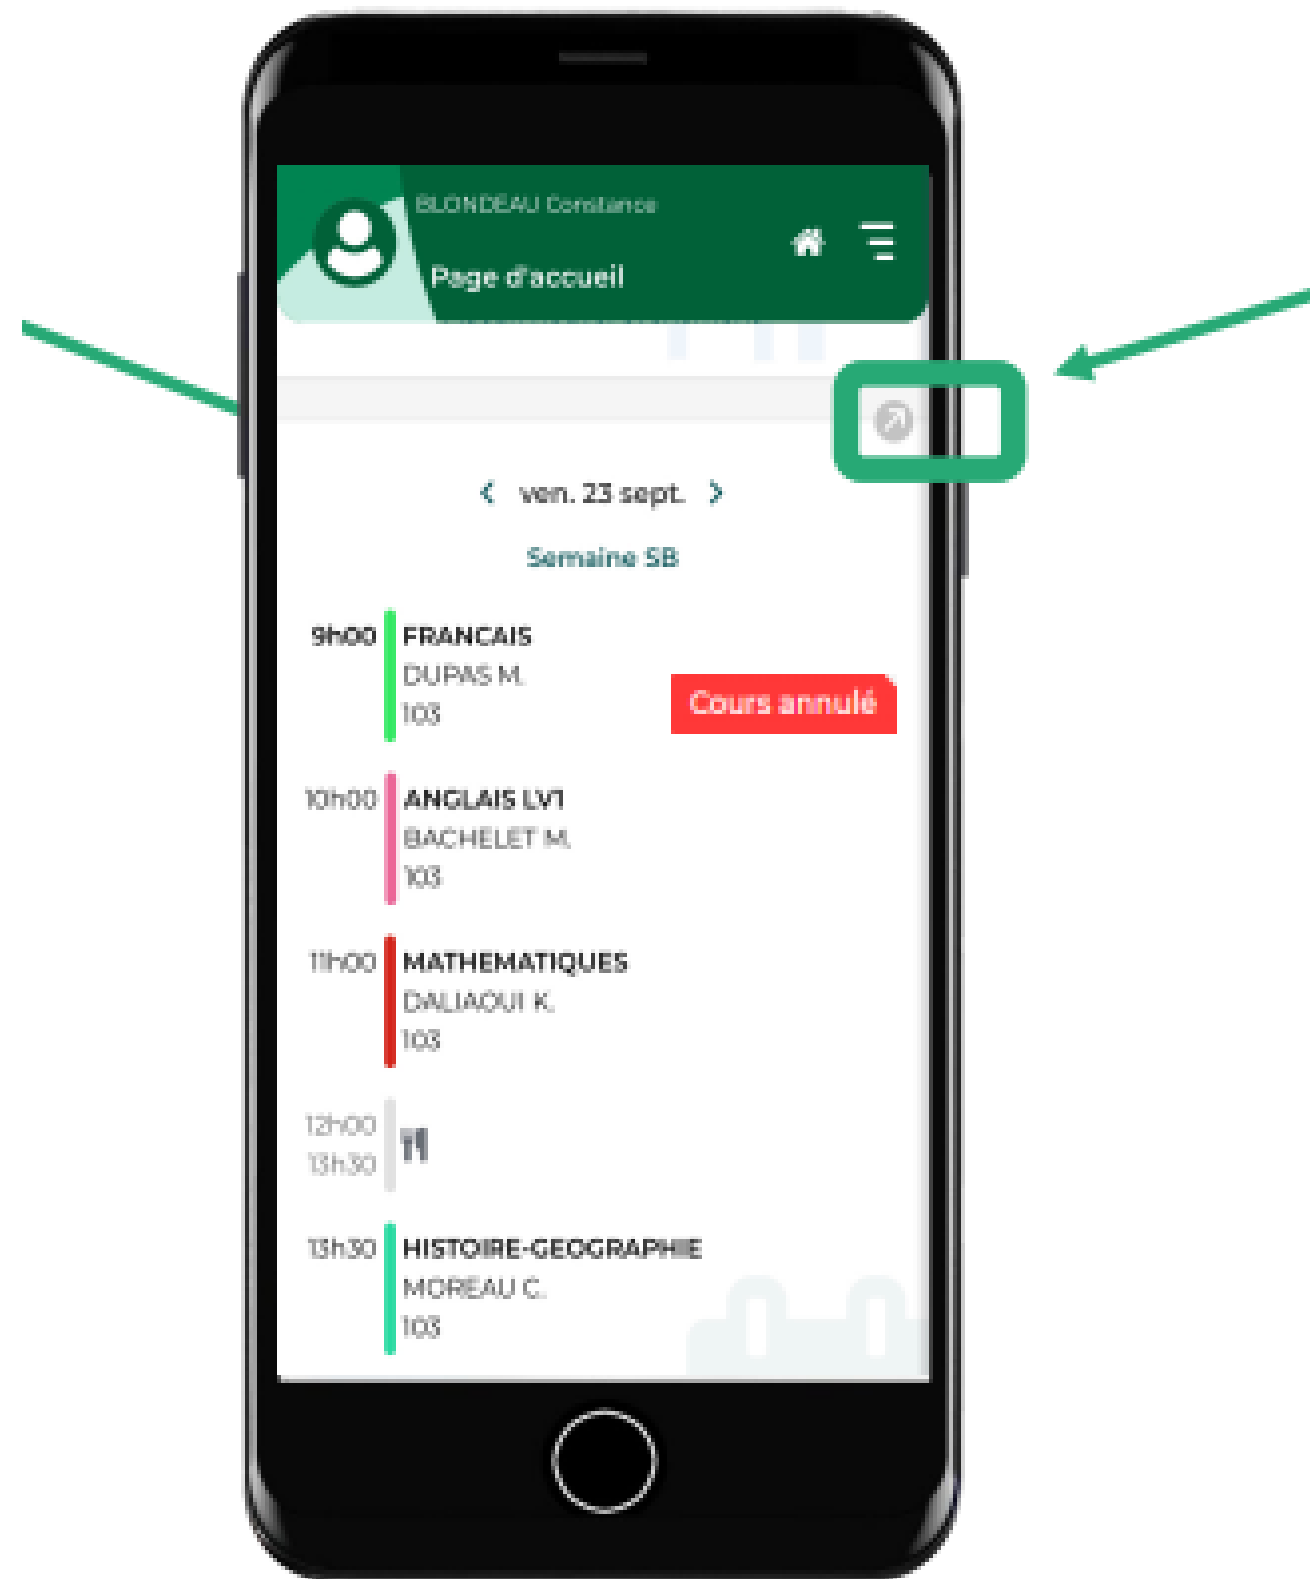 BLONDEAU Constance
Page d'accueil
ven. 23 sept.
Semaine SB
9h00 FRANCAIS
DUPAS M.
103
Cours annulé
10h00 ANGLAIS LV1
BACHELET M.
103
11h00 MATHEMATIQUES
DALIAOUI K.
103
12h00
13h30
13h30 HISTOIRE-GEOGRAPHIE
MOREAU C.
103